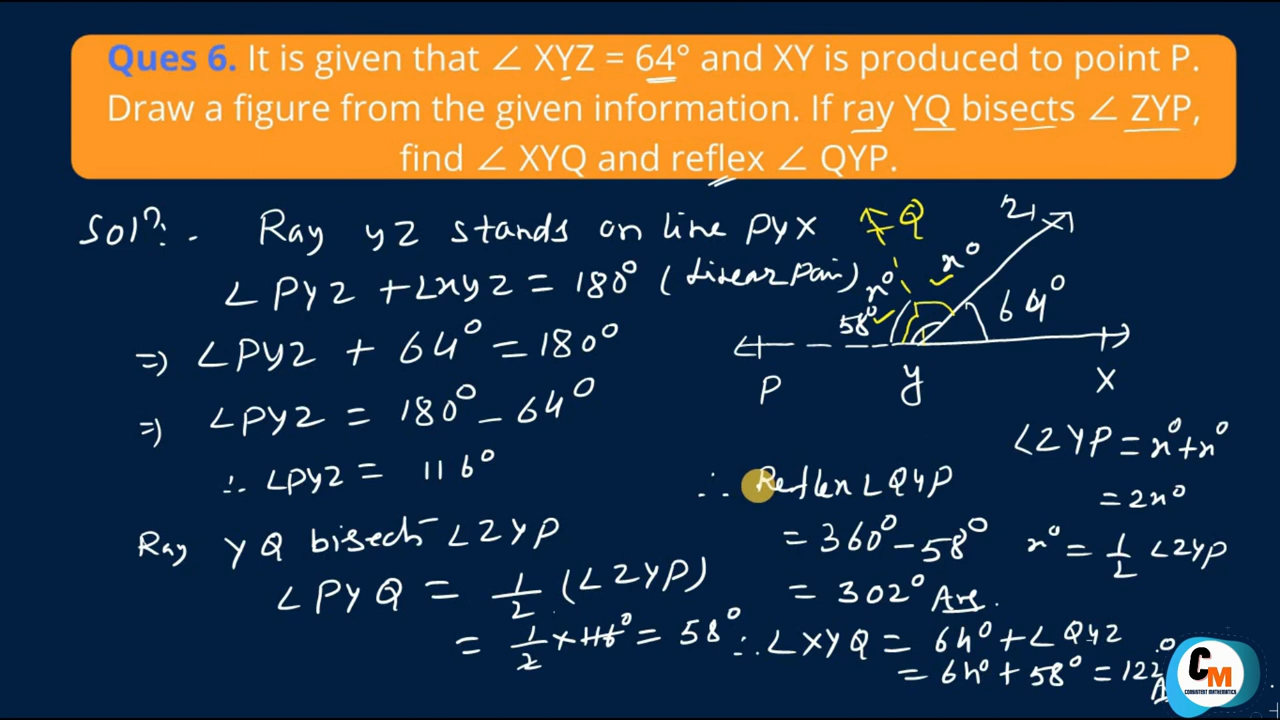 Ques 6. It is given that ∠ XYZ = 64° and XY is produced to point P.
Draw a figure from the given information. If ray YQ bisects ∠ ZYP,
find ∠ XYQ and reflex ∠ QYP.
Solⁿ:-  Ray YZ stands on line PYX
∠PYZ + ∠XYZ = 180° (Linear Pair)
=) ∠PYZ + 64° = 180°
=) ∠PYZ = 180° - 64°
∴ ∠PYZ = 116°
Ray YQ bisect ∠ZYP
∠PYQ = 1/2 (∠ZYP)
= 1/2 × 116° = 58°
Q
Z
x°
x°
58°
64°
P
Y
X
∠ZYP = x°+x°
= 2x°
x° = 1/2 ∠ZYP
∴ Reflex ∠QYP
= 360° - 58°
= 302° Ans.
∴ ∠XYQ = 64° + ∠QYZ
= 64° + 58° = 122°
CM
CONSISTENT MATHEMATICS